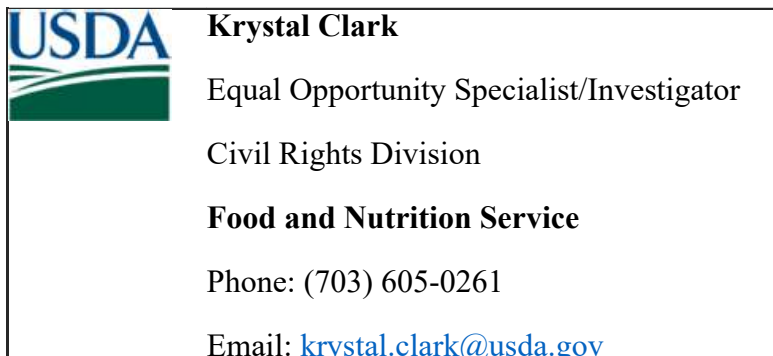 USDA
Krystal Clark
Equal Opportunity Specialist/Investigator
Civil Rights Division
Food and Nutrition Service
Phone: (703) 605-0261
Email: krystal.clark@usda.gov